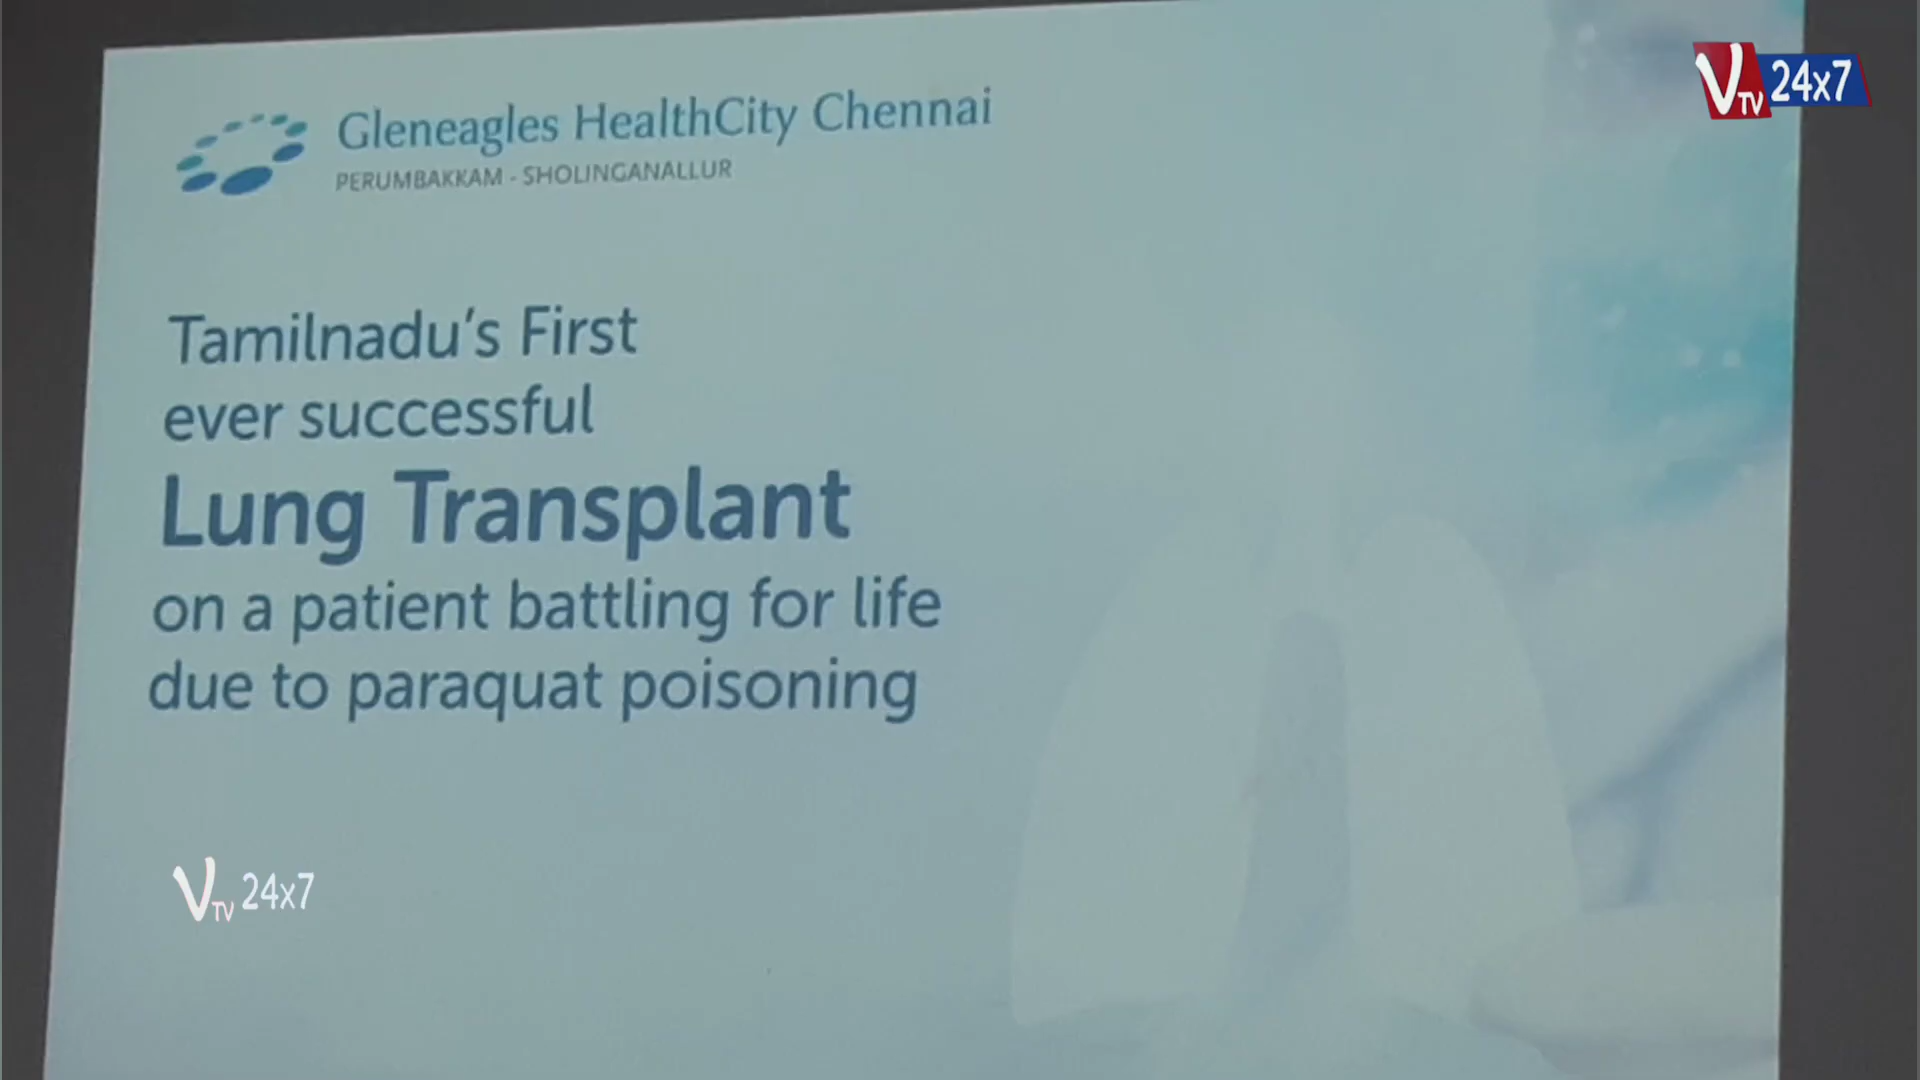 Gleneagles HealthCity Chennai
PERUMBAKKAM - SHOLINGANALLUR
VTV 24x7
Tamilnadu's First
ever successful
Lung Transplant
on a patient battling for life
due to paraquat poisoning
VTV 24x7